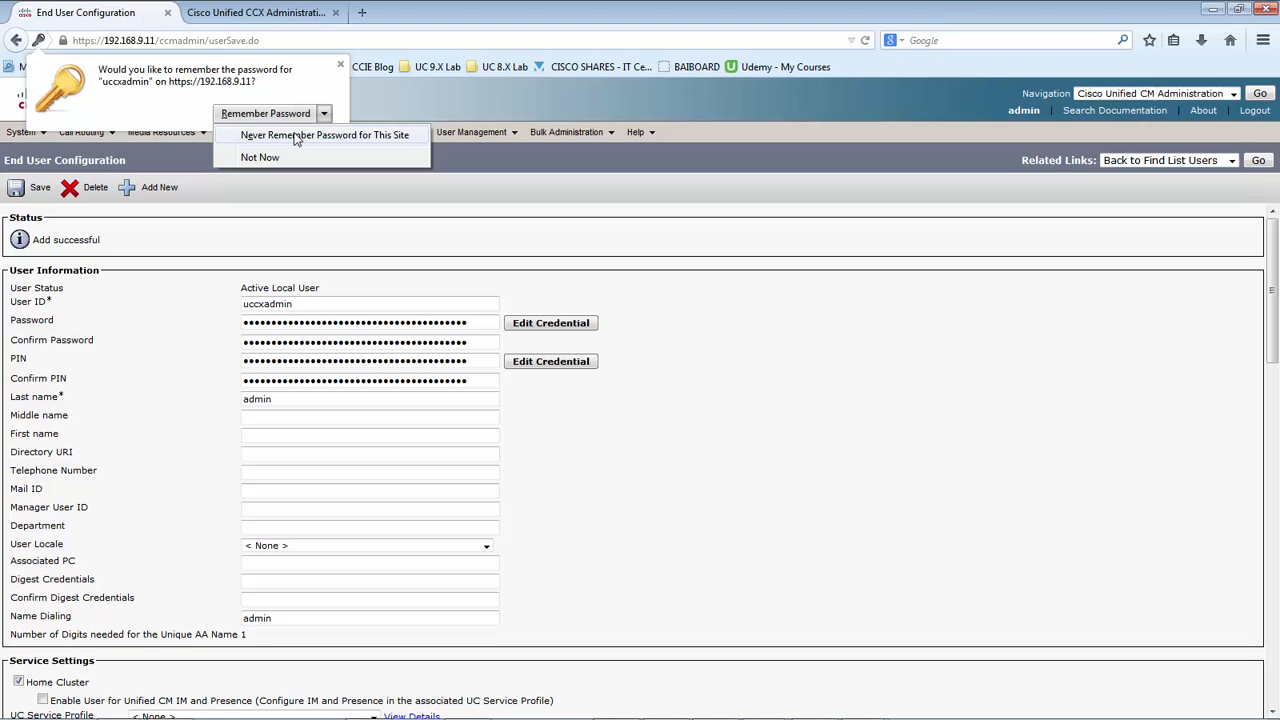 End User Configuration
Cisco Unified CCX Administrati...
https://192.168.9.11/ccmadmin/userSave.do
Google
CCIE Blog
UC 9.X Lab
UC 8.X Lab
CISCO SHARES - IT Ce...
BAIBOARD
Udemy - My Courses
Would you like to remember the password for
"uccxadmin" on https://192.168.9.11?
Remember Password
Never Remember Password for This Site
Not Now
Navigation Cisco Unified CM Administration Go
admin Search Documentation About Logout
System Call Routing Media Resources User Management Bulk Administration Help
End User Configuration
Related Links: Back to Find List Users Go
Save Delete Add New
Status
Add successful
User Information
User Status Active Local User
User ID* uccxadmin
Password Edit Credential
Confirm Password
PIN Edit Credential
Confirm PIN
Last name* admin
Middle name
First name
Directory URI
Telephone Number
Mail ID
Manager User ID
Department
User Locale < None >
Associated PC
Digest Credentials
Confirm Digest Credentials
Name Dialing admin
Number of Digits needed for the Unique AA Name 1
Service Settings
Home Cluster
Enable User for Unified CM IM and Presence (Configure IM and Presence in the associated UC Service Profile)
UC Service Profile < None > View Details